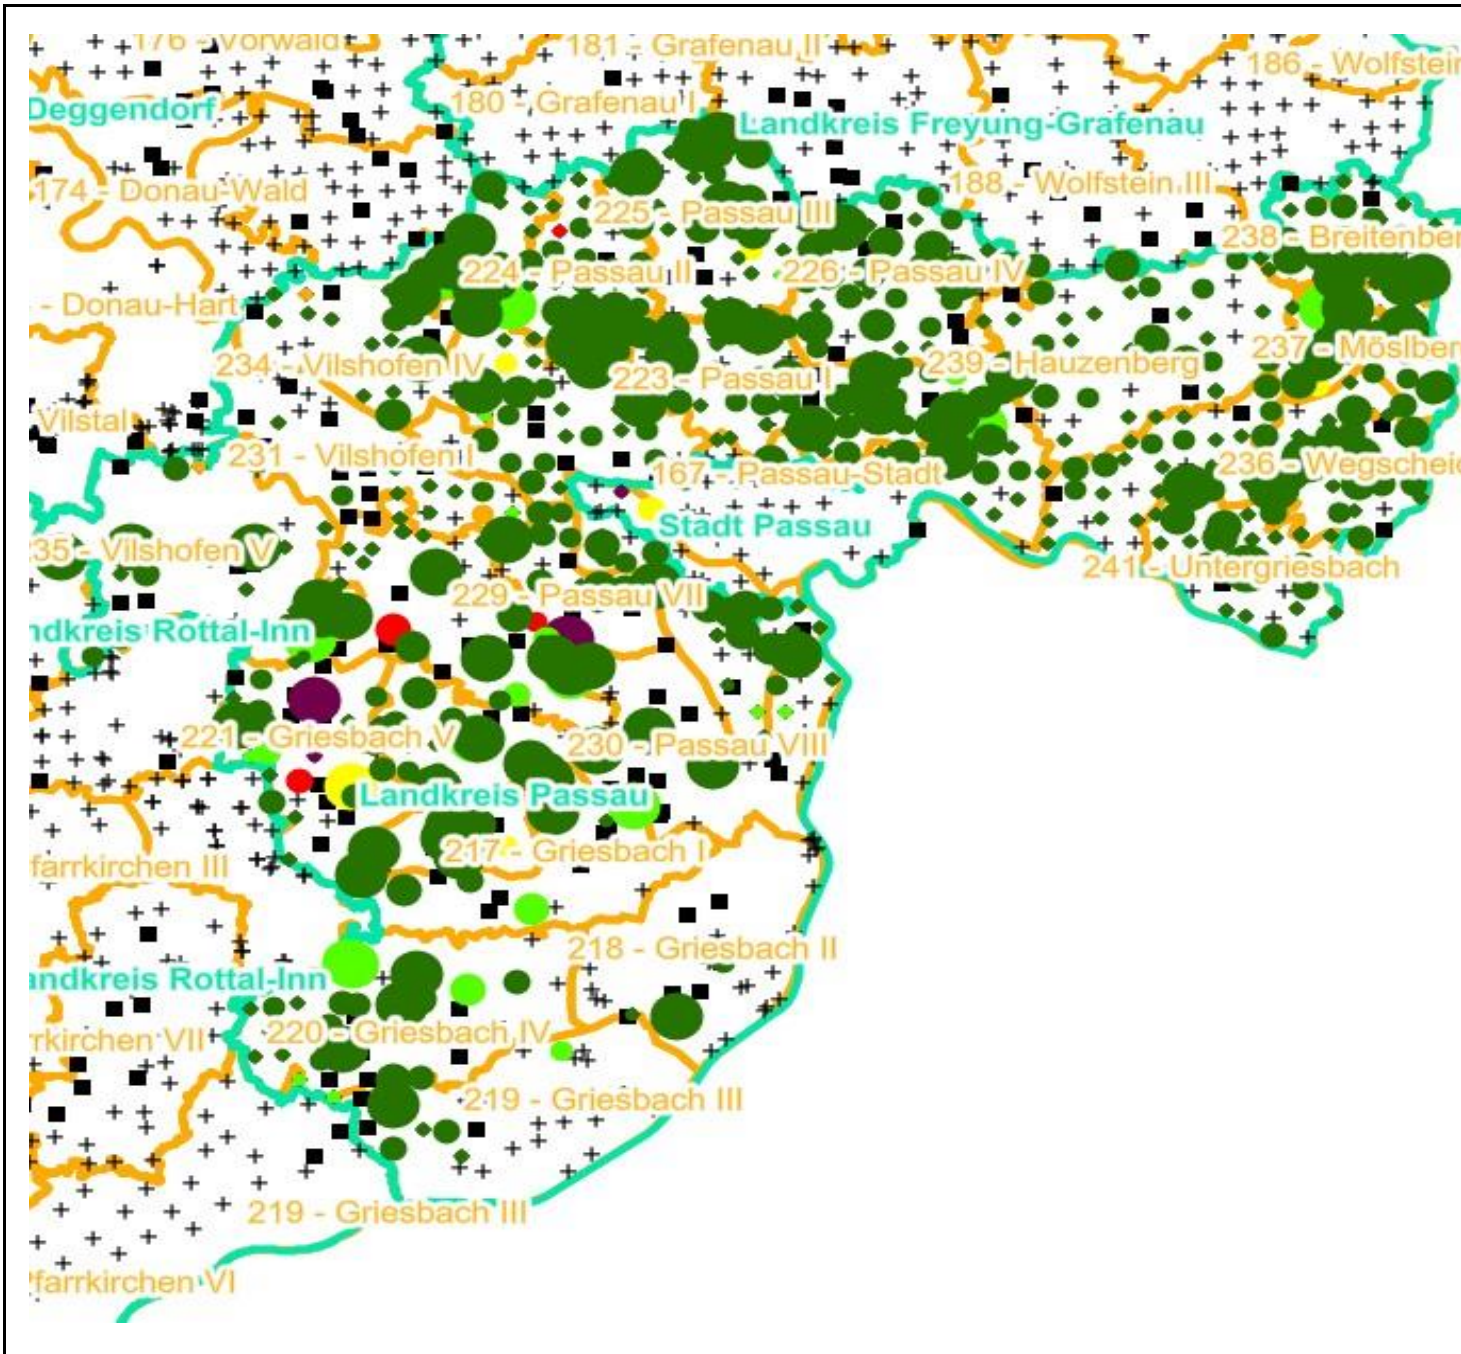 176 - Vorwald
181 - Grafenau II
186 - Wolfstein
180 - Grafenau I
Deggendorf
Landkreis Freyung-Grafenau
174 - Donau-Wald
188 - Wolfstein III
225 - Passau III
238 - Breitenber
224 - Passau II
226 - Passau IV
- Donau-Hart
234 - Vilshofen IV
239 - Hauzenberg
237 - Möslber
223 - Passau I
Vilstal
231 - Vilshofen I
167 - Passau-Stadt
236 - Wegscheid
Stadt Passau
35 - Vilshofen V
241 - Untergriesbach
229 - Passau VII
ndkreis Rottal-Inn
221 - Griesbach V
230 - Passau VIII
Landkreis Passau
217 - Griesbach I
farrkirchen III
218 - Griesbach II
andkreis Rottal-Inn
220 - Griesbach IV
rrkirchen VII
219 - Griesbach III
219 - Griesbach III
farrkirchen VI